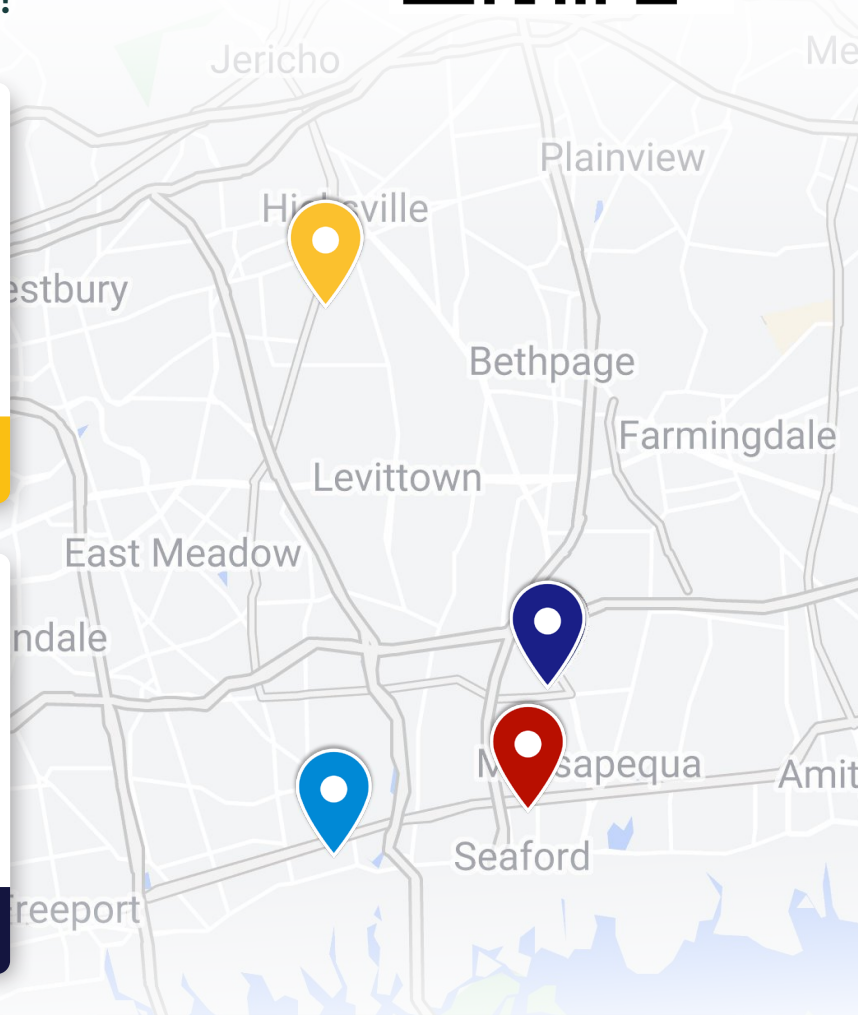 Jericho
Plainview
Hicksville
estbury
Bethpage
Farmingdale
Levittown
East Meadow
ndale
Massapequa
Amit
Seaford
reeport